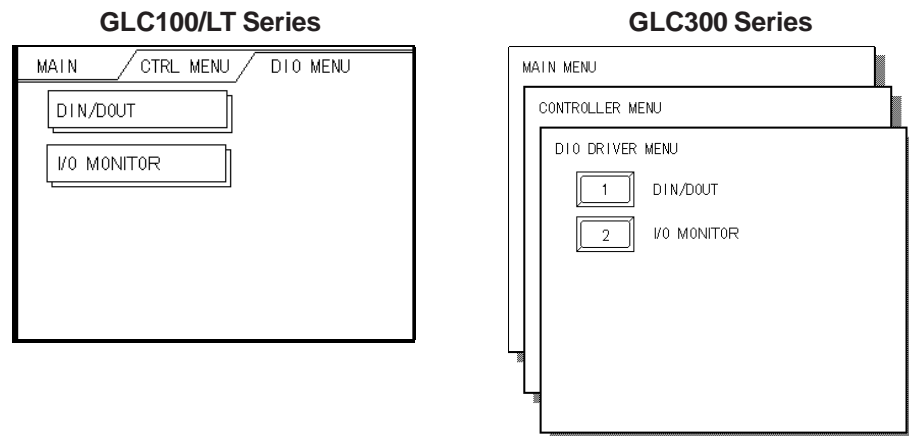 GLC100/LT Series
MAIN
CTRL MENU
DIO MENU
DIN/DOUT
I/O MONITOR
GLC300 Series
MAIN MENU
CONTROLLER MENU
DIO DRIVER MENU
1 DIN/DOUT
2 I/O MONITOR